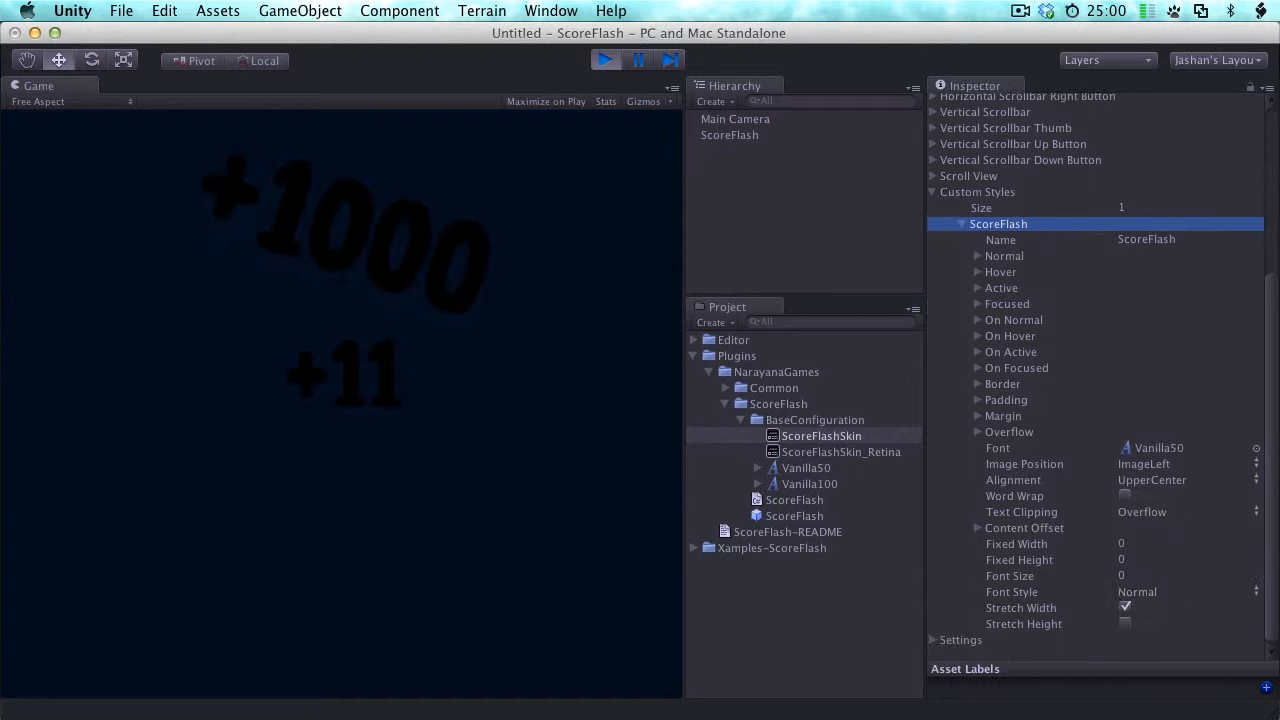 Unity File Edit Assets GameObject Component Terrain Window Help 25:00
Untitled – ScoreFlash – PC and Mac Standalone
Pivot Local Layers Jashan's Layou
Game
Free Aspect Maximize on Play Stats Gizmos
+1000
+11
Hierarchy
Create All
Main Camera
ScoreFlash
Project
Create All
Editor
Plugins
NarayanaGames
Common
ScoreFlash
BaseConfiguration
ScoreFlashSkin
ScoreFlashSkin_Retina
Vanilla50
Vanilla100
ScoreFlash
ScoreFlash
ScoreFlash-README
Xamples-ScoreFlash
Inspector
Horizontal Scrollbar Right Button
Vertical Scrollbar
Vertical Scrollbar Thumb
Vertical Scrollbar Up Button
Vertical Scrollbar Down Button
Scroll View
Custom Styles
Size 1
ScoreFlash
Name ScoreFlash
Normal
Hover
Active
Focused
On Normal
On Hover
On Active
On Focused
Border
Padding
Margin
Overflow
Font Vanilla50
Image Position ImageLeft
Alignment UpperCenter
Word Wrap
Text Clipping Overflow
Content Offset
Fixed Width 0
Fixed Height 0
Font Size 0
Font Style Normal
Stretch Width
Stretch Height
Settings
Asset Labels